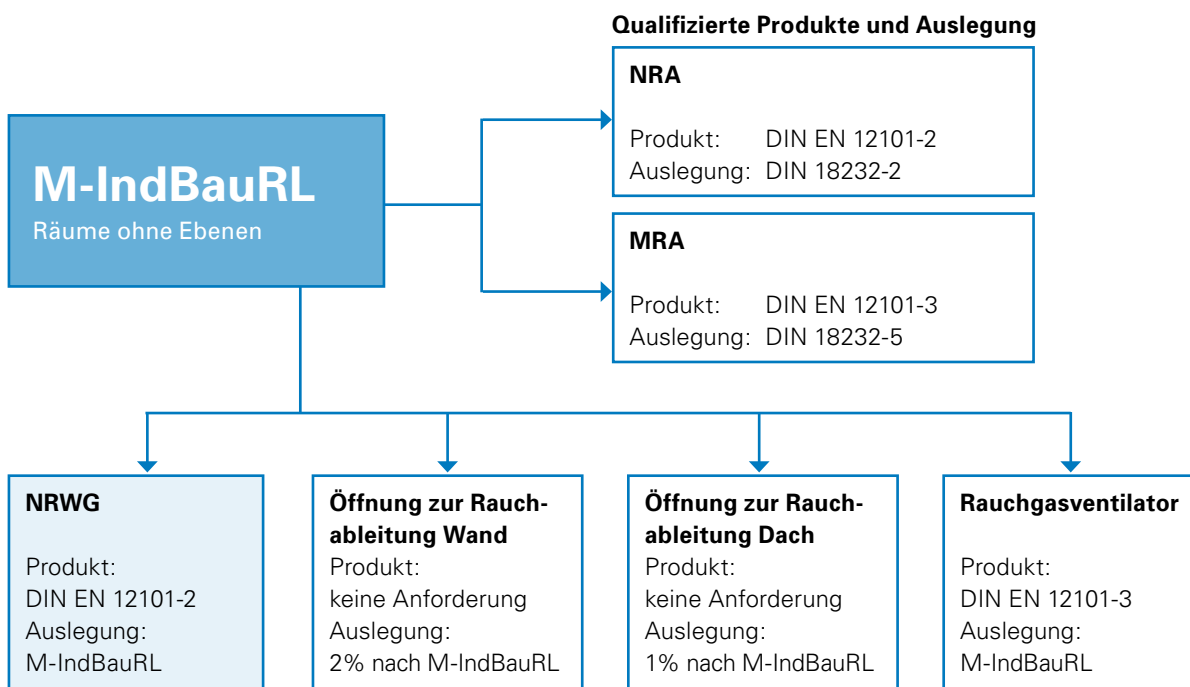 Qualifizierte Produkte und Auslegung
NRA
Produkt: DIN EN 12101-2
Auslegung: DIN 18232-2
M-IndBauRL
Räume ohne Ebenen
MRA
Produkt: DIN EN 12101-3
Auslegung: DIN 18232-5
NRWG
Produkt:
DIN EN 12101-2
Auslegung:
M-IndBauRL
Öffnung zur Rauch-
ableitung Wand
Produkt:
keine Anforderung
Auslegung:
2% nach M-IndBauRL
Öffnung zur Rauch-
ableitung Dach
Produkt:
keine Anforderung
Auslegung:
1% nach M-IndBauRL
Rauchgasventilator
Produkt:
DIN EN 12101-3
Auslegung:
M-IndBauRL